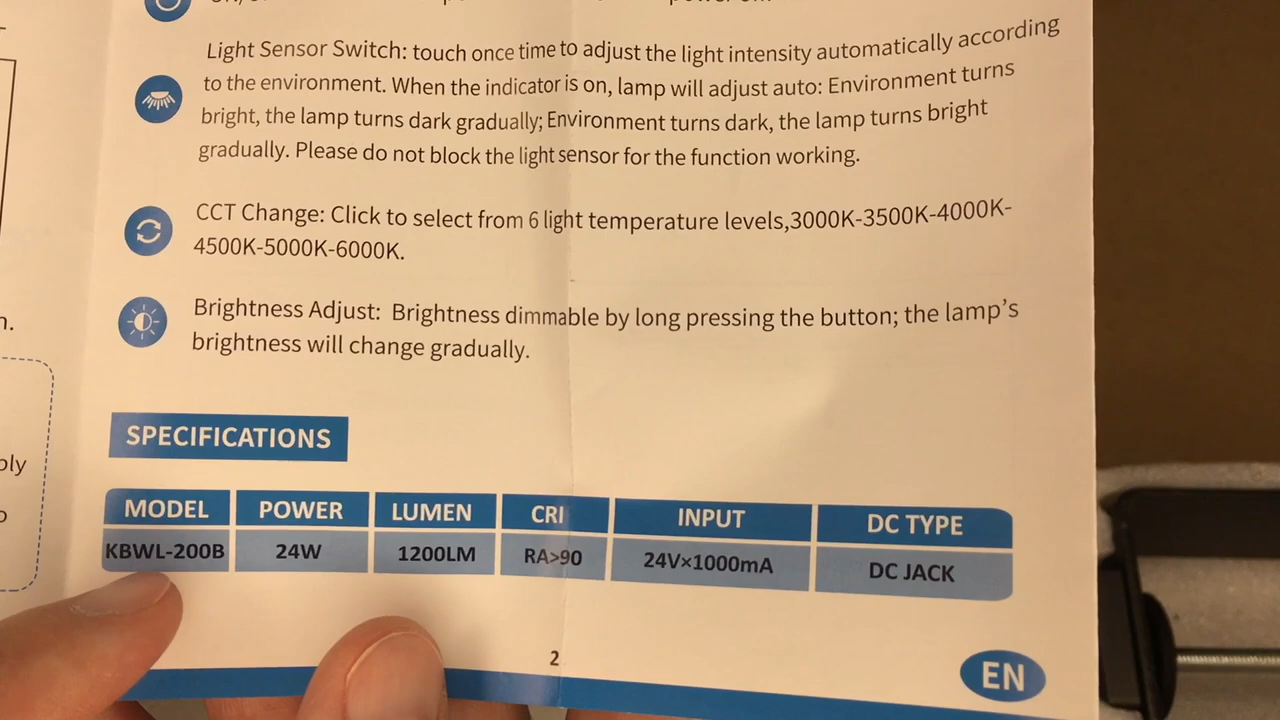 Light Sensor Switch: touch once time to adjust the light intensity automatically according
to the environment. When the indicator is on, lamp will adjust auto: Environment turns
bright, the lamp turns dark gradually; Environment turns dark, the lamp turns bright
gradually. Please do not block the light sensor for the function working.
CCT Change: Click to select from 6 light temperature levels,3000K-3500K-4000K-
4500K-5000K-6000K.
Brightness Adjust: Brightness dimmable by long pressing the button; the lamp's
brightness will change gradually.
SPECIFICATIONS
MODEL POWER LUMEN CRI INPUT DC TYPE
KBWL-200B 24W 1200LM RA>90 24V×1000mA DC JACK
2
EN